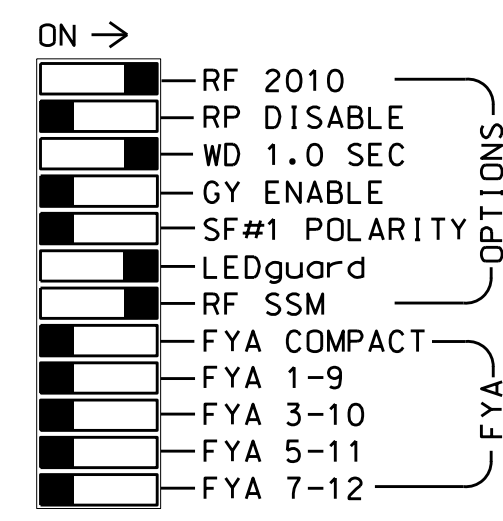 ON →
RF 2010
RP DISABLE
WD 1.0 SEC
GY ENABLE
SF#1 POLARITY
LEDguard
RF SSM
OPTIONS
FYA COMPACT
FYA 1-9
FYA 3-10
FYA 5-11
FYA 7-12
FYA